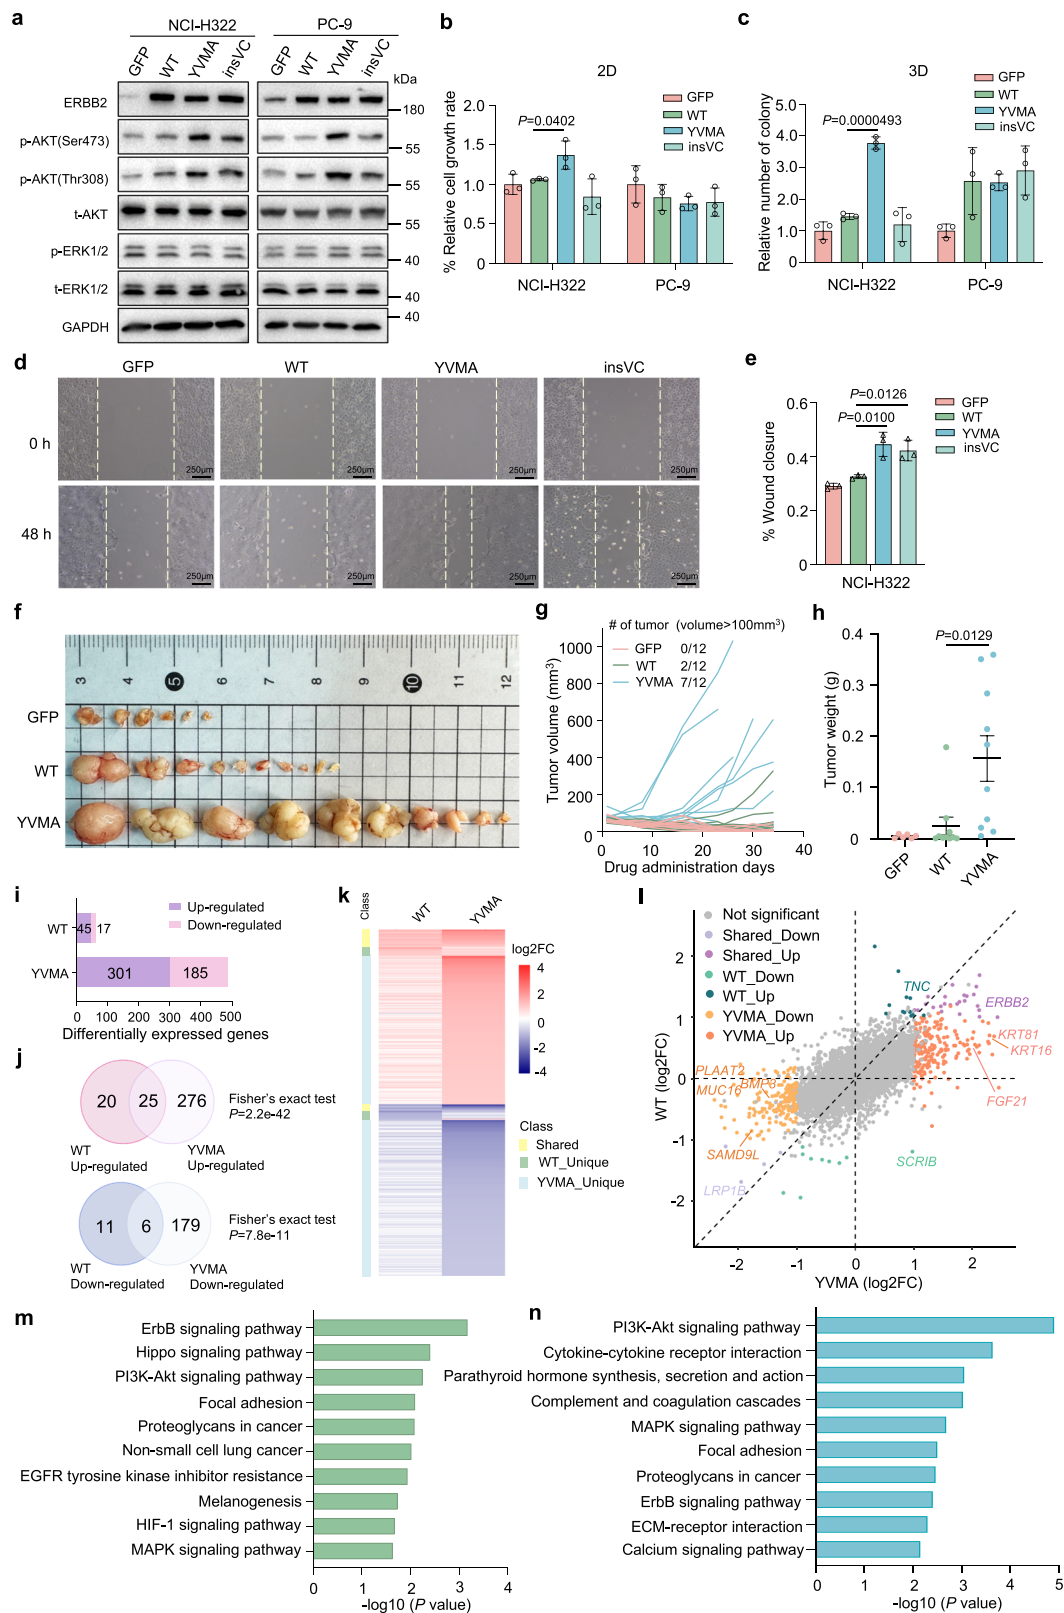 a
NCI-H322
PC-9
GFP
WT
YVMA
insVC
GFP
WT
YVMA
insVC
kDa
ERBB2
180
p-AKT(Ser473)
55
p-AKT(Thr308)
55
t-AKT
55
p-ERK1/2
40
t-ERK1/2
40
GAPDH
40
b
2D
% Relative cell growth rate
2.0
1.5
1.0
0.5
0
P=0.0402
GFP
WT
YVMA
insVC
NCI-H322
PC-9
c
3D
Relative number of colony
5.0
4.0
3.0
2.0
1.0
0
P=0.0000493
GFP
WT
YVMA
insVC
NCI-H322
PC-9
d
GFP
WT
YVMA
insVC
0 h
250μm
250μm
250μm
250μm
48 h
250μm
250μm
250μm
250μm
e
% Wound closure
0.6
0.4
0.2
0
P=0.0126
P=0.0100
GFP
WT
YVMA
insVC
NCI-H322
f
3
4
5
6
7
8
9
10
11
12
GFP
WT
YVMA
g
# of tumor (volume>100mm³)
GFP 0/12
WT 2/12
YVMA 7/12
Tumor volume (mm³)
1000
800
600
400
200
0
0
10
20
30
40
Drug administration days
h
Tumor weight (g)
0.4
0.3
0.2
0.1
0
P=0.0129
GFP
WT
YVMA
i
Up-regulated
Down-regulated
WT
45
17
YVMA
301
185
0
100
200
300
400
500
Differentially expressed genes
j
20
25
276
WT
Up-regulated
YVMA
Up-regulated
Fisher's exact test
P=2.2e-42
11
6
179
WT
Down-regulated
YVMA
Down-regulated
Fisher's exact test
P=7.8e-11
k
Class
WT
YVMA
log2FC
4
2
0
-2
-4
Class
Shared
WT_Unique
YVMA_Unique
l
Not significant
Shared_Down
Shared_Up
WT_Down
WT_Up
YVMA_Down
YVMA_Up
WT (log2FC)
2
1
0
-1
-2
TNC
ERBB2
KRT81
KRT16
FGF21
PLAAT2
BMP3
MUC16
SAMD9L
SCRIB
LRP1B
-2
-1
0
1
2
YVMA (log2FC)
m
ErbB signaling pathway
Hippo signaling pathway
PI3K-Akt signaling pathway
Focal adhesion
Proteoglycans in cancer
Non-small cell lung cancer
EGFR tyrosine kinase inhibitor resistance
Melanogenesis
HIF-1 signaling pathway
MAPK signaling pathway
0
1
2
3
4
-log10 (P value)
n
PI3K-Akt signaling pathway
Cytokine-cytokine receptor interaction
Parathyroid hormone synthesis, secretion and action
Complement and coagulation cascades
MAPK signaling pathway
Focal adhesion
Proteoglycans in cancer
ErbB signaling pathway
ECM-receptor interaction
Calcium signaling pathway
0
1
2
3
4
5
-log10 (P value)